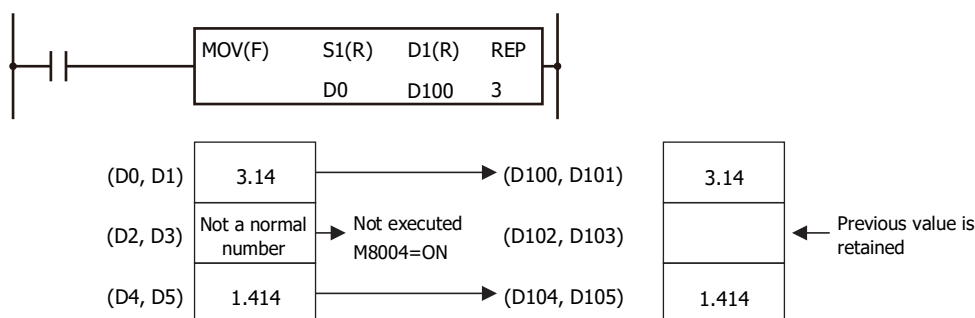 MOV(F) S1(R) D1(R) REP
D0 D100 3
(D0, D1) 3.14 (D100, D101) 3.14
(D2, D3) Not a normal number Not executed M8004=ON (D102, D103) Previous value is retained
(D4, D5) 1.414 (D104, D105) 1.414